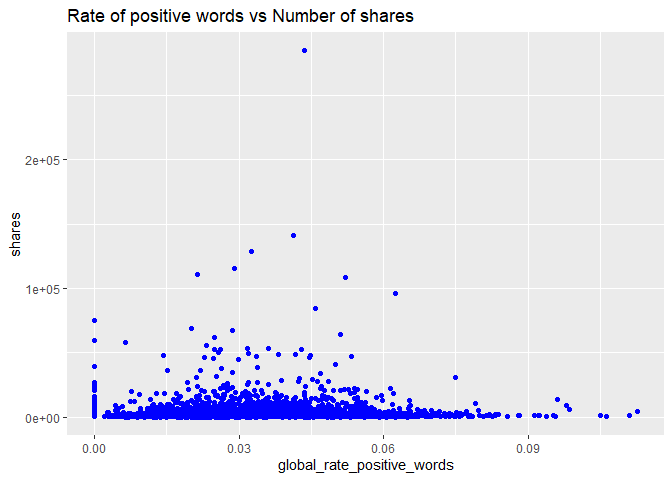 Rate of positive words vs Number of shares
2e+05
1e+05
0e+00
shares
0.00 0.03 0.06 0.09
global_rate_positive_words